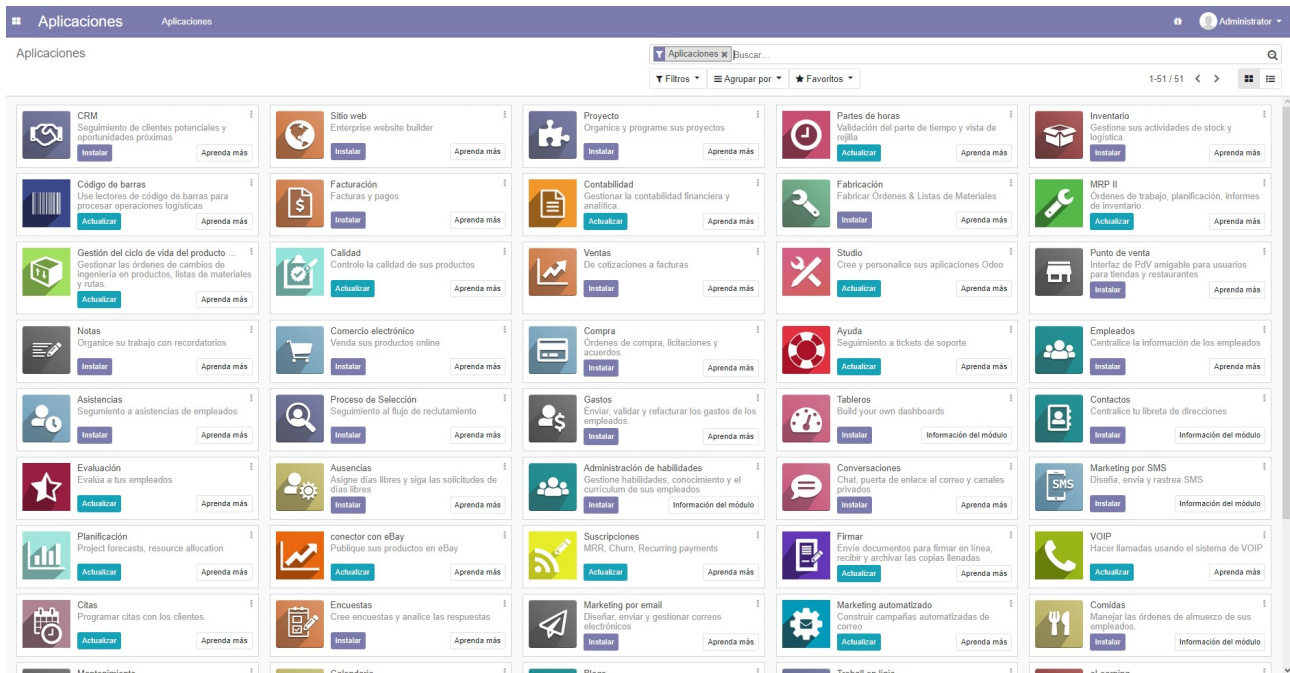 Aplicaciones Aplicaciones Administrator
Aplicaciones
Aplicaciones Buscar...
Filtros Agrupar por Favoritos 1-51 / 51
CRM
Seguimiento de clientes potenciales y
oportunidades próximas
Instalar Aprenda más
Sitio web
Enterprise website builder
Instalar Aprenda más
Proyecto
Organice y programe sus proyectos
Instalar Aprenda más
Partes de horas
Validación del parte de tiempo y vista de
rejilla
Actualizar Aprenda más
Inventario
Gestione sus actividades de stock y
logística.
Instalar Aprenda más
Código de barras
Use lectores de código de barras para
procesar operaciones logísticas
Actualizar Aprenda más
Facturación
Facturas y pagos
Instalar Aprenda más
Contabilidad
Gestionar la contabilidad financiera y
analítica.
Actualizar Aprenda más
Fabricación
Fabricar Órdenes & Listas de Materiales
Instalar Aprenda más
MRP II
Órdenes de trabajo, planificación, informes
de inventario.
Actualizar Aprenda más
Gestión del ciclo de vida del producto ...
Gestionar las órdenes de cambios de
ingeniería en productos, listas de materiales
y rutas.
Actualizar Aprenda más
Calidad
Controle la calidad de sus productos
Actualizar Aprenda más
Ventas
De cotizaciones a facturas
Instalar Aprenda más
Studio
Cree y personalice sus aplicaciones Odoo
Actualizar Aprenda más
Punto de venta
Interfaz de PdV amigable para usuarios
para tiendas y restaurantes
Instalar Aprenda más
Notas
Organice su trabajo con recordatorios
Instalar Aprenda más
Comercio electrónico
Venda sus productos online
Instalar Aprenda más
Compra
Órdenes de compra, licitaciones y
acuerdos.
Instalar Aprenda más
Ayuda
Seguimiento a tickets de soporte
Actualizar Aprenda más
Empleados
Centralice la información de los empleados
Instalar Aprenda más
Asistencias
Segumiento a asistencias de empleados
Instalar Aprenda más
Proceso de Selección
Seguimiento al flujo de reclutamiento
Instalar Aprenda más
Gastos
Enviar, validar y refacturar los gastos de los
empleados.
Instalar Aprenda más
Tableros
Build your own dashboards
Instalar Información del módulo
Contactos
Centralice tu libreta de direcciones
Instalar Información del módulo
Evaluación
Evalúa a tus empleados
Actualizar Aprenda más
Ausencias
Asigne días libres y siga las solicitudes de
días libres
Instalar Aprenda más
Administración de habilidades
Gestione habilidades, conocimiento y el
currículum de sus empleados
Instalar Información del módulo
Conversaciones
Chat, puerta de enlace al correo y canales
privados
Instalar Aprenda más
SMS
Marketing por SMS
Diseña, envía y rastrea SMS
Instalar Información del módulo
Planificación
Project forecasts, resource allocation
Actualizar Aprenda más
conector con eBay
Publique sus productos en eBay
Actualizar Aprenda más
Suscripciones
MRR, Churn, Recurring payments
Actualizar Aprenda más
Firmar
Envíe documentos para firmar en línea,
recibir y archivar las copias llenadas
Actualizar Aprenda más
VOIP
Hacer llamadas usando el sistema de VOIP
Actualizar Aprenda más
Citas
Programar citas con los clientes.
Actualizar Aprenda más
Encuestas
Cree encuestas y analice las respuestas
Instalar Aprenda más
Marketing por email
Diseñar, enviar y gestionar correos
electrónicos
Instalar Aprenda más
Marketing automatizado
Construir campañas automatizadas de
correo
Actualizar Aprenda más
Comidas
Manejar las órdenes de almuerzo de sus
empleados.
Instalar Información del módulo
Mantenimiento Calendario Blogs